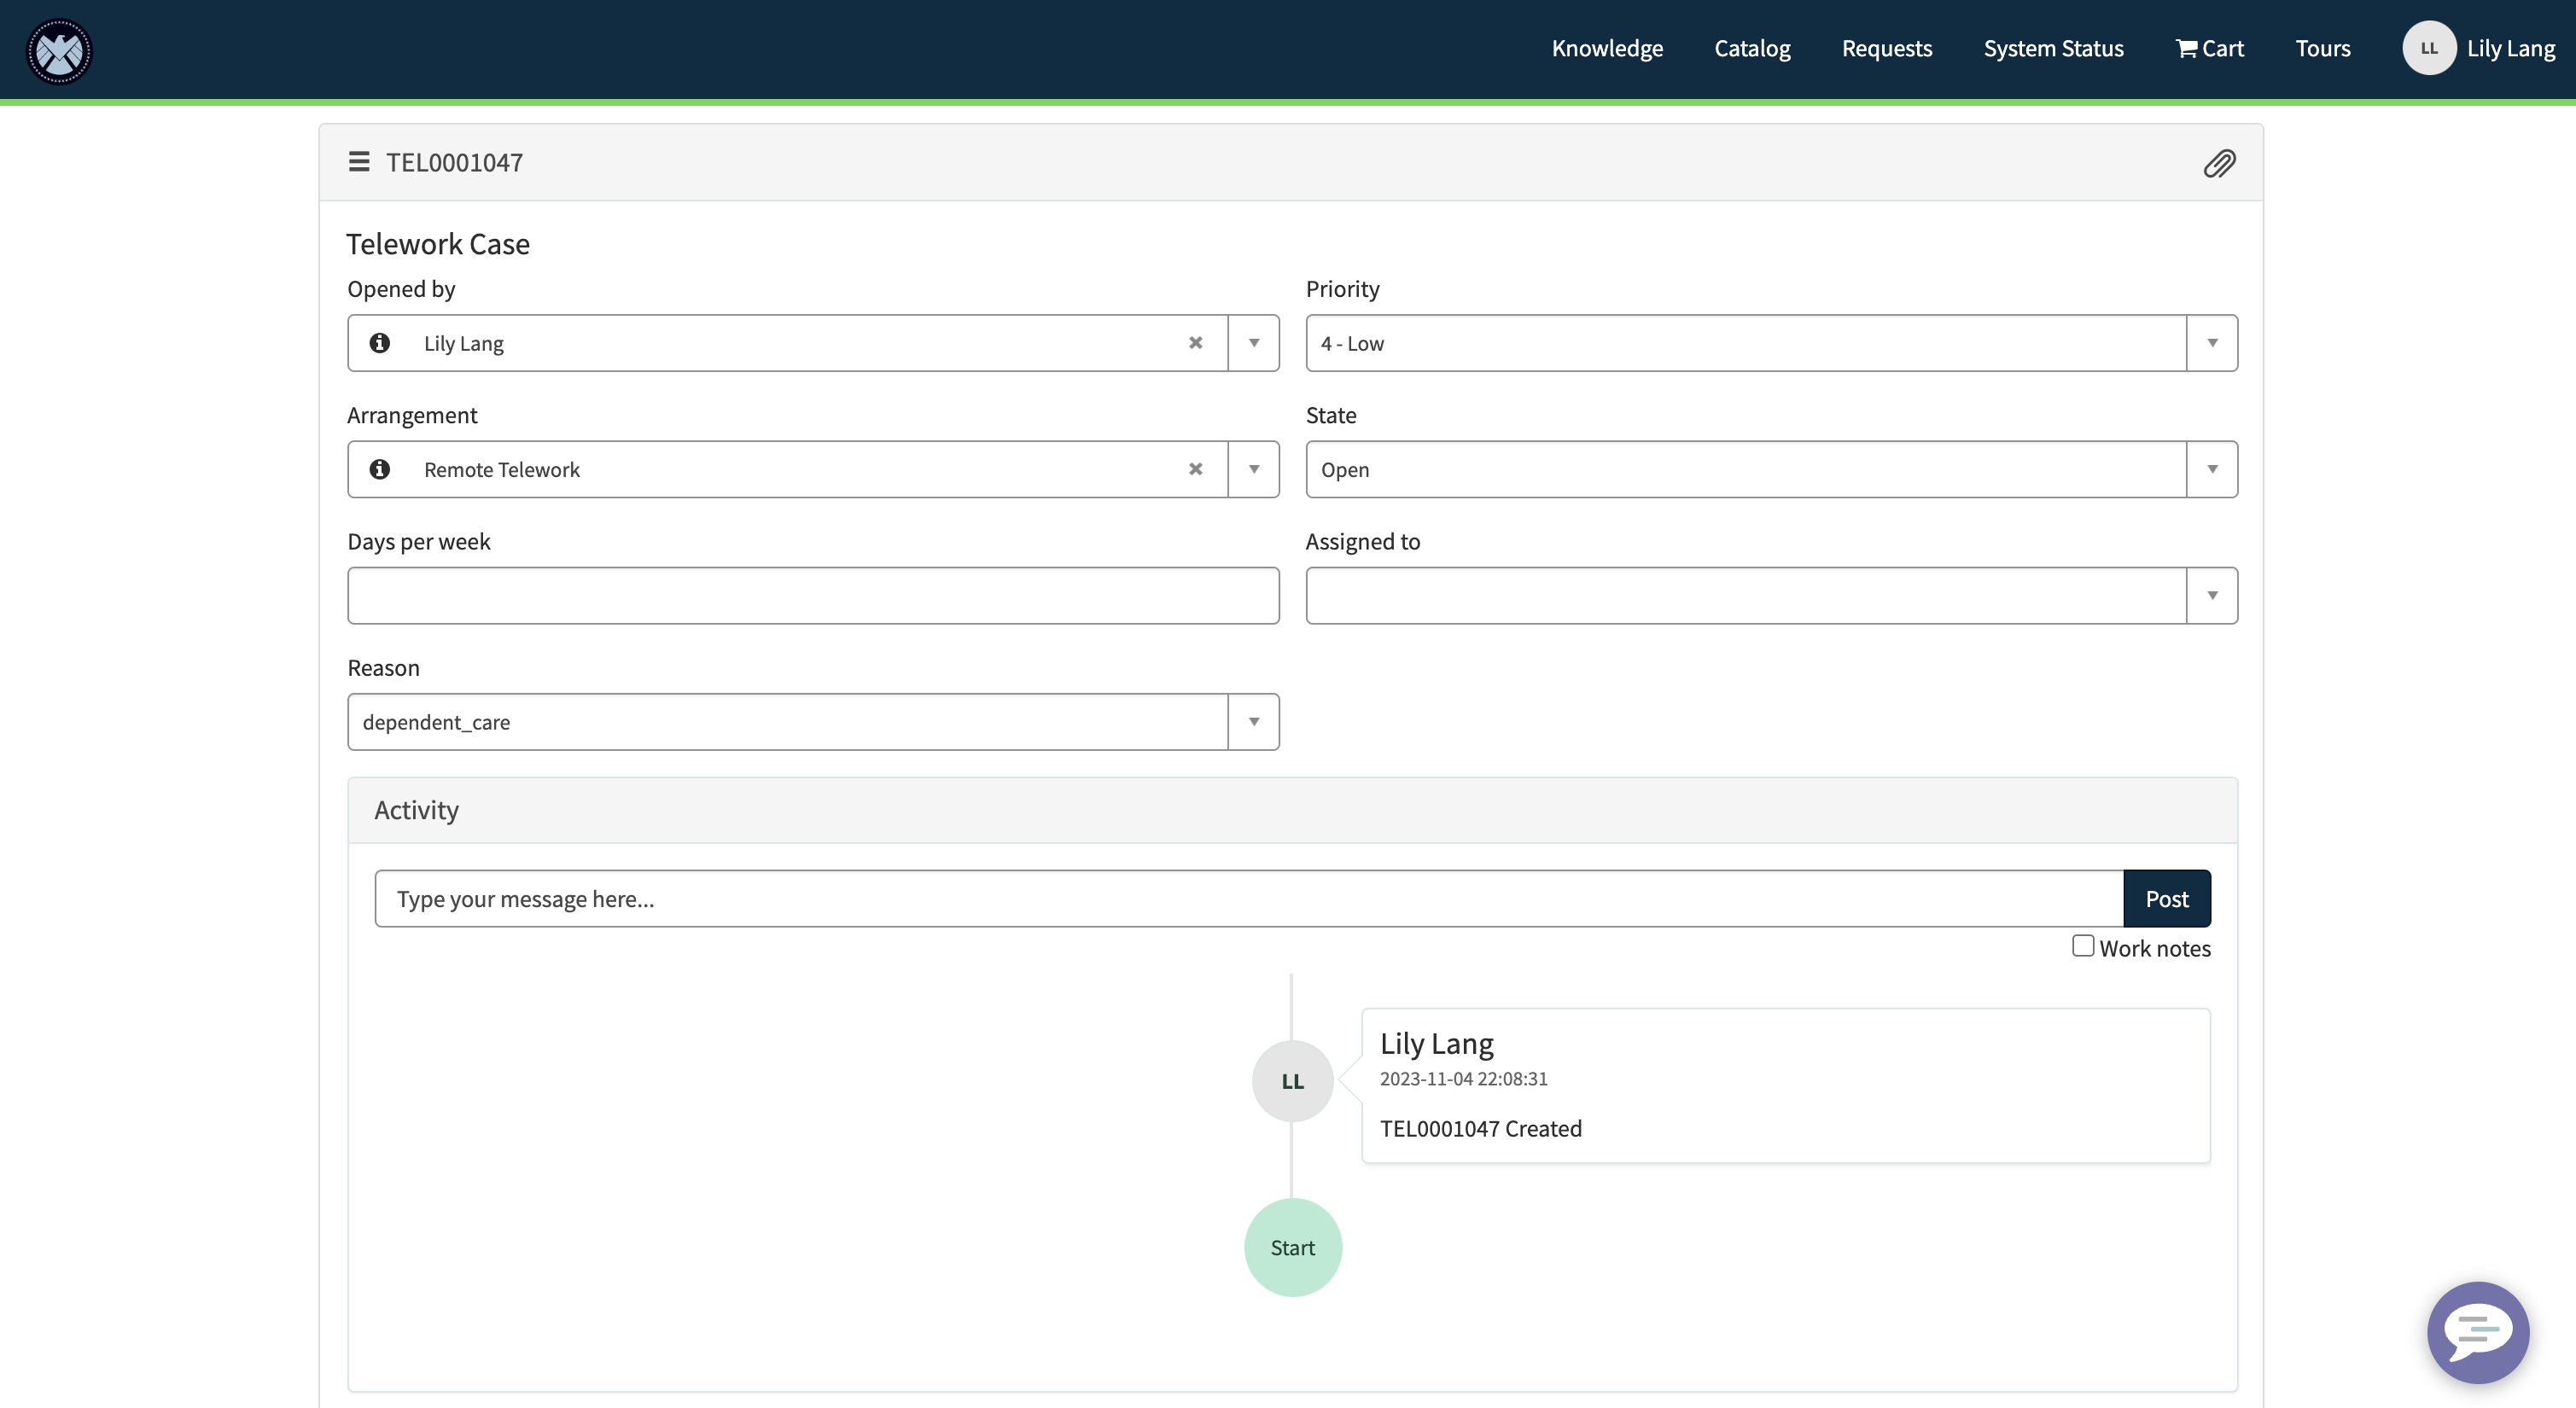 Knowledge
Catalog
Requests
System Status
Cart
Tours
LL
Lily Lang
TEL0001047
Telework Case
Opened by
Lily Lang
Priority
4 - Low
Arrangement
Remote Telework
State
Open
Days per week
Assigned to
Reason
dependent_care
Activity
Type your message here...
Post
Work notes
LL
Lily Lang
2023-11-04 22:08:31
TEL0001047 Created
Start